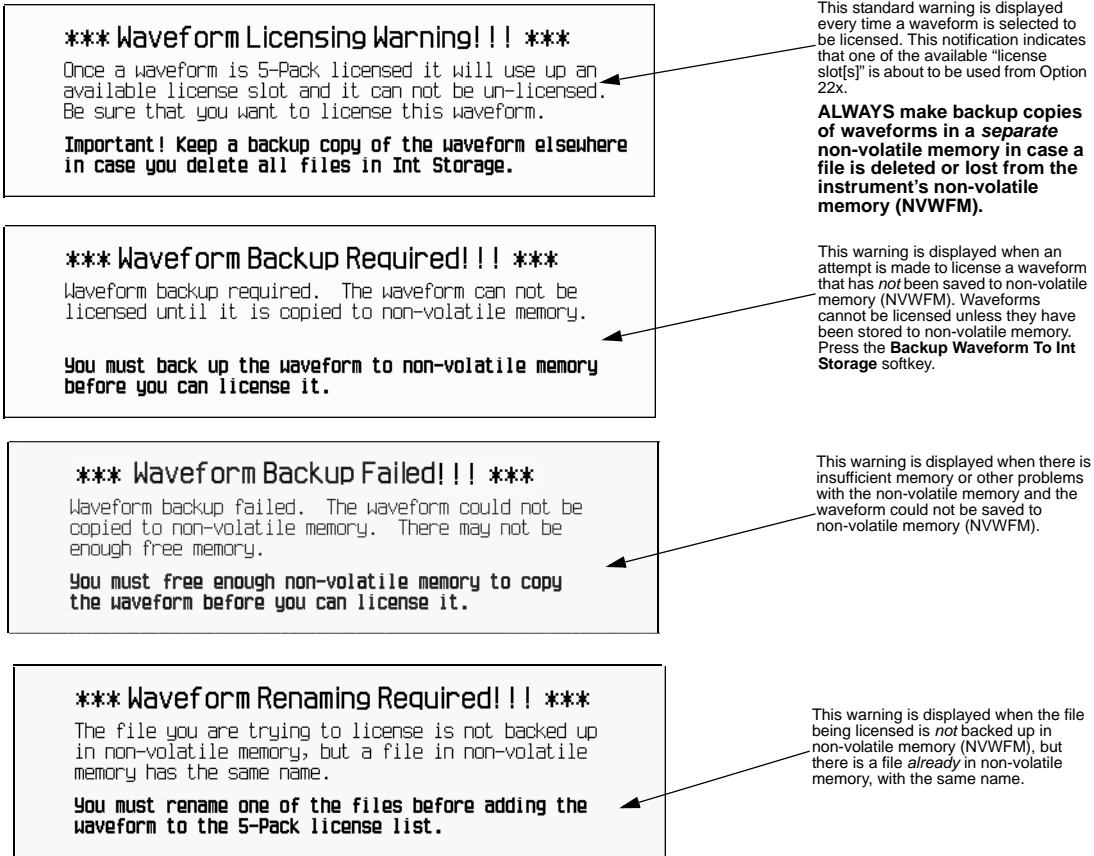 *** Waveform Licensing Warning!!! ***
Once a waveform is 5-Pack licensed it will use up an
available license slot and it can not be un-licensed.
Be sure that you want to license this waveform.
Important! Keep a backup copy of the waveform elsewhere
in case you delete all files in Int Storage.
This standard warning is displayed
every time a waveform is selected to
be licensed. This notification indicates
that one of the available “license
slot[s]” is about to be used from Option
22x.
ALWAYS make backup copies
of waveforms in a separate
non-volatile memory in case a
file is deleted or lost from the
instrument’s non-volatile
memory (NVWFM).
*** Waveform Backup Required!!! ***
Waveform backup required. The waveform can not be
licensed until it is copied to non-volatile memory.
You must back up the waveform to non-volatile memory
before you can license it.
This warning is displayed when an
attempt is made to license a waveform
that has not been saved to non-volatile
memory (NVWFM). Waveforms
cannot be licensed unless they have
been stored to non-volatile memory.
Press the Backup Waveform To Int
Storage softkey.
*** Waveform Backup Failed!!! ***
Waveform backup failed. The waveform could not be
copied to non-volatile memory. There may not be
enough free memory.
You must free enough non-volatile memory to copy
the waveform before you can license it.
This warning is displayed when there is
insufficient memory or other problems
with the non-volatile memory and the
waveform could not be saved to
non-volatile memory (NVWFM).
*** Waveform Renaming Required!!! ***
The file you are trying to license is not backed up
in non-volatile memory, but a file in non-volatile
memory has the same name.
You must rename one of the files before adding the
waveform to the 5-Pack license list.
This warning is displayed when the file
being licensed is not backed up in
non-volatile memory (NVWFM), but
there is a file already in non-volatile
memory, with the same name.